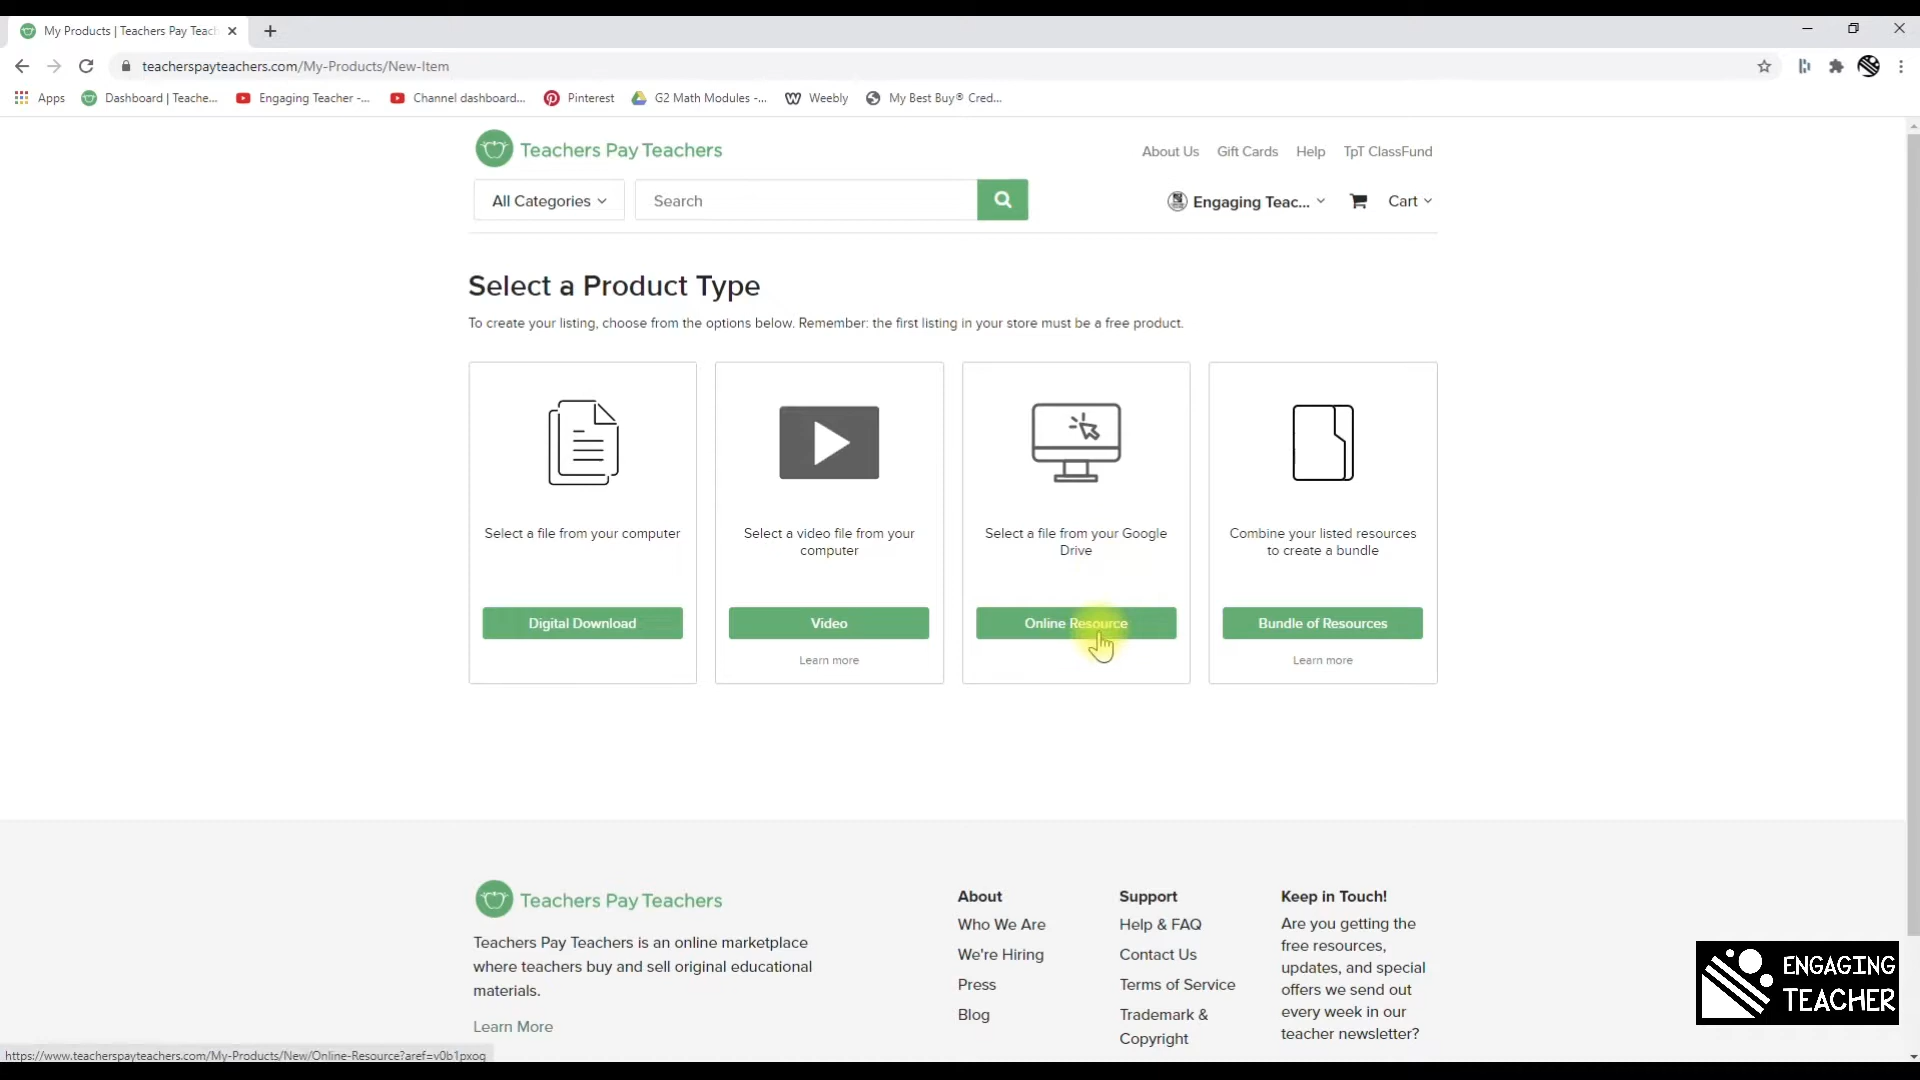 My Products | Teachers Pay Teach
teacherspayteachers.com/My-Products/New-Item
Apps
Dashboard | Teache...
Engaging Teacher -...
Channel dashboard...
Pinterest
G2 Math Modules -...
Weebly
My Best Buy® Cred...
Teachers Pay Teachers
About Us
Gift Cards
Help
TpT ClassFund
All Categories
Search
Engaging Teac...
Cart
Select a Product Type
To create your listing, choose from the options below. Remember: the first listing in your store must be a free product.
Select a file from your computer
Digital Download
Select a video file from your
computer
Video
Learn more
Select a file from your Google
Drive
Online Resource
Combine your listed resources
to create a bundle
Bundle of Resources
Learn more
Teachers Pay Teachers
Teachers Pay Teachers is an online marketplace
where teachers buy and sell original educational
materials.
Learn More
About
Who We Are
We're Hiring
Press
Blog
Support
Help & FAQ
Contact Us
Terms of Service
Trademark &
Copyright
Keep in Touch!
Are you getting the
free resources,
updates, and special
offers we send out
every week in our
teacher newsletter?
ENGAGING
TEACHER
https://www.teacherspayteachers.com/My-Products/New/Online-Resource?aref=v0b1pxog